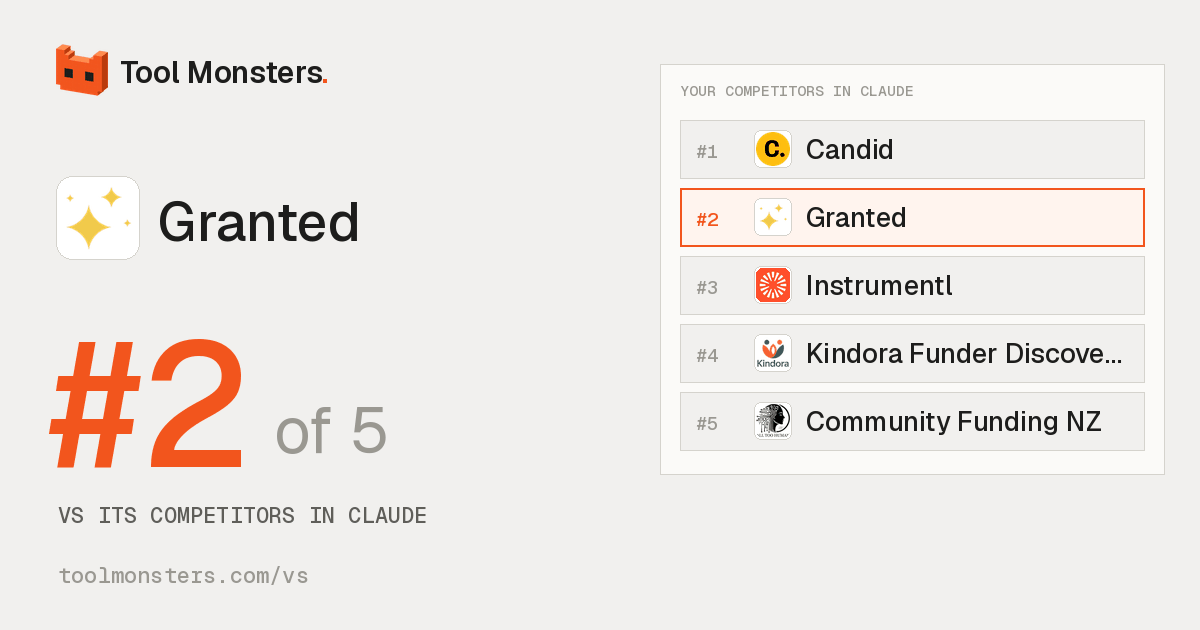 Tool Monsters.
Granted
#2 of 5
VS ITS COMPETITORS IN CLAUDE
toolmonsters.com/vs
YOUR COMPETITORS IN CLAUDE
#1 C. Candid
#2 Granted
#3 Instrumentl
#4 Kindora Kindora Funder Discove...
#5 Community Funding NZ